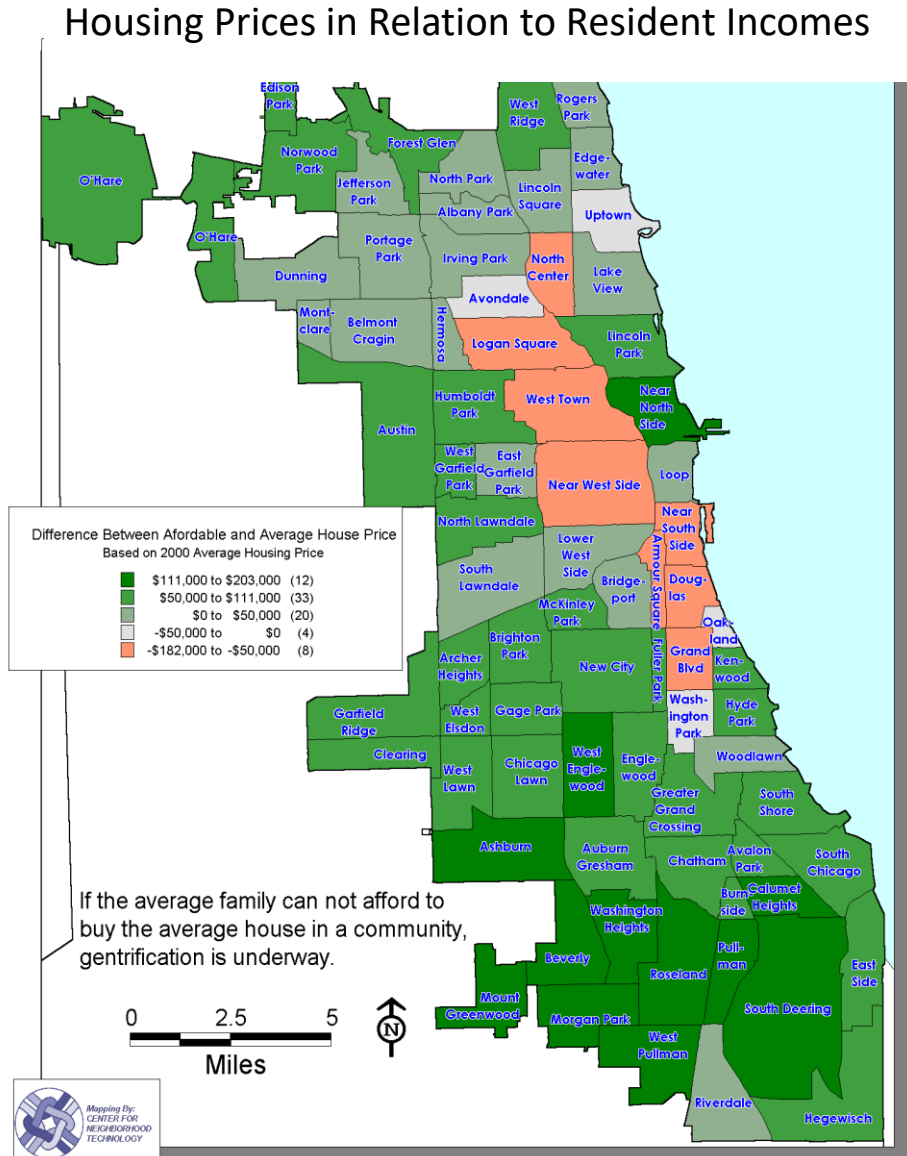 Housing Prices in Relation to Resident Incomes
Edison
Park
West
Ridge
Rogers
Park
Norwood
Park
Forest Glen
O'Hare
Jefferson
Park
North Park
Lincoln
Square
Edge-
water
Albany Park
Uptown
O'Hare
Portage
Park
Irving Park
North
Center
Dunning
Lake
View
Avondale
Mont-
clare
Belmont
Cragin
Hermosa
Logan Square
Lincoln
Park
Humboldt
Park
West Town
Near
North
Side
Austin
West
Garfield
Park
East
Garfield
Park
Near West Side
Loop
North Lawndale
Near
South
Side
Lower
West
Side
Armour Square
South
Lawndale
Bridge-
port
Doug-
las
McKinley
Park
Oak-
land
Brighton
Park
New City
Fuller Park
Grand
Blvd
Ken-
wood
Archer
Heights
Wash-
ington
Park
Hyde
Park
Garfield
Ridge
West
Elsdon
Gage Park
Clearing
West
Lawn
Chicago
Lawn
West
Engle-
wood
Engle-
wood
Woodlawn
Greater
Grand
Crossing
South
Shore
Ashburn
Auburn
Gresham
Chatham
Avalon
Park
South
Chicago
Burn-
side
Calumet
Heights
Washington
Heights
Beverly
Roseland
Pull-
man
East
Side
Mount
Greenwood
Morgan Park
South Deering
West
Pullman
Riverdale
Hegewisch
Difference Between Afordable and Average House Price
Based on 2000 Average Housing Price
$111,000 to $203,000 (12)
$50,000 to $111,000 (33)
$0 to $50,000 (20)
-$50,000 to $0 (4)
-$182,000 to -$50,000 (8)
If the average family can not afford to
buy the average house in a community,
gentrification is underway.
0 2.5 5
Miles
N
Mapping By:
CENTER FOR
NEIGHBORHOOD
TECHNOLOGY